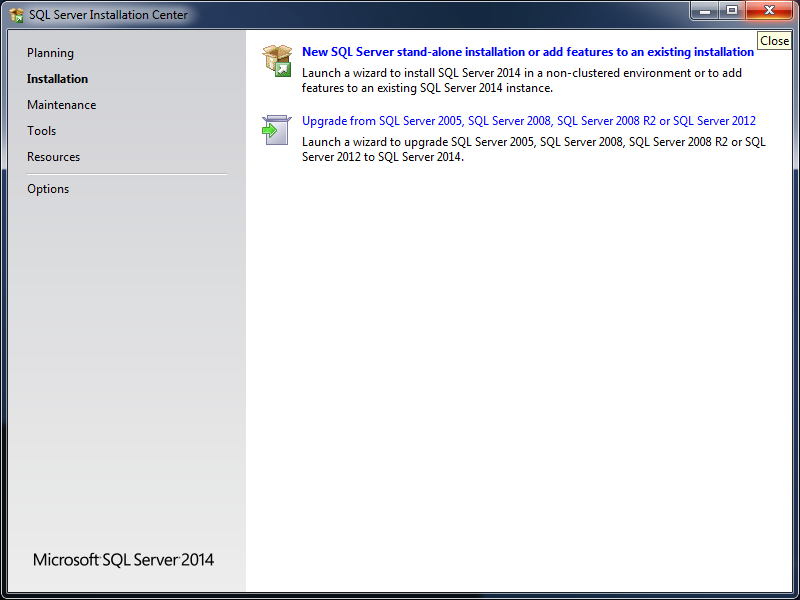 SQL Server Installation Center
Close
Planning
Installation
Maintenance
Tools
Resources
Options
New SQL Server stand-alone installation or add features to an existing installation
Launch a wizard to install SQL Server 2014 in a non-clustered environment or to add
features to an existing SQL Server 2014 instance.
Upgrade from SQL Server 2005, SQL Server 2008, SQL Server 2008 R2 or SQL Server 2012
Launch a wizard to upgrade SQL Server 2005, SQL Server 2008, SQL Server 2008 R2 or SQL
Server 2012 to SQL Server 2014.
Microsoft SQL Server 2014